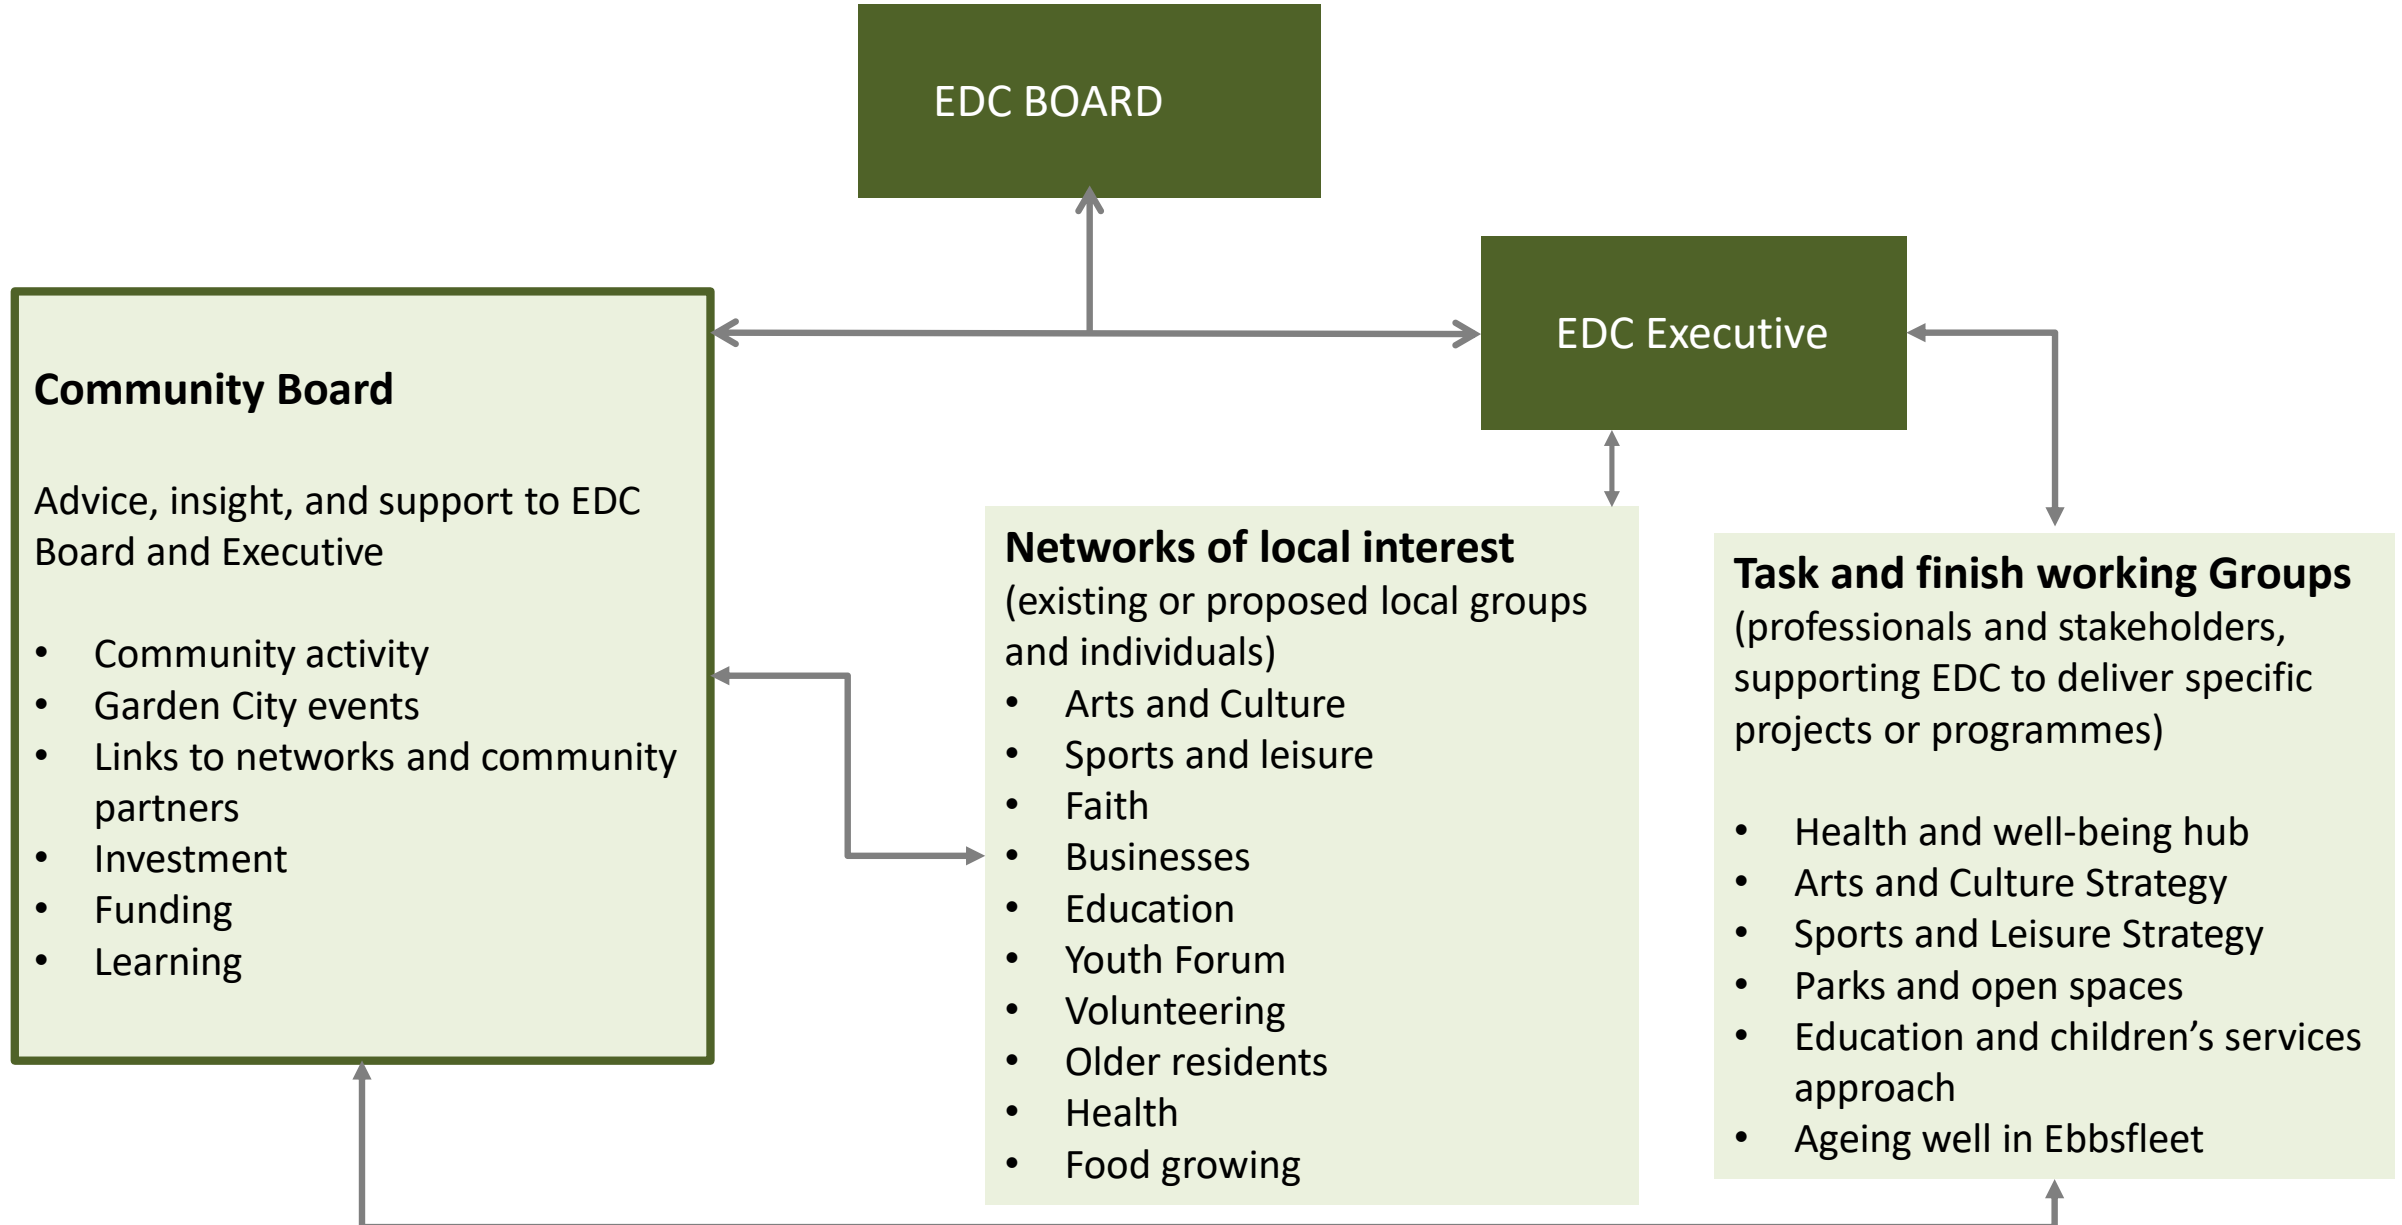 EDC BOARD
EDC Executive
Community Board
Advice, insight, and support to EDC
Board and Executive
• Community activity
• Garden City events
• Links to networks and community
partners
• Investment
• Funding
• Learning
Networks of local interest
(existing or proposed local groups
and individuals)
• Arts and Culture
• Sports and leisure
• Faith
• Businesses
• Education
• Youth Forum
• Volunteering
• Older residents
• Health
• Food growing
Task and finish working Groups
(professionals and stakeholders,
supporting EDC to deliver specific
projects or programmes)
• Health and well-being hub
• Arts and Culture Strategy
• Sports and Leisure Strategy
• Parks and open spaces
• Education and children’s services
approach
• Ageing well in Ebbsfleet